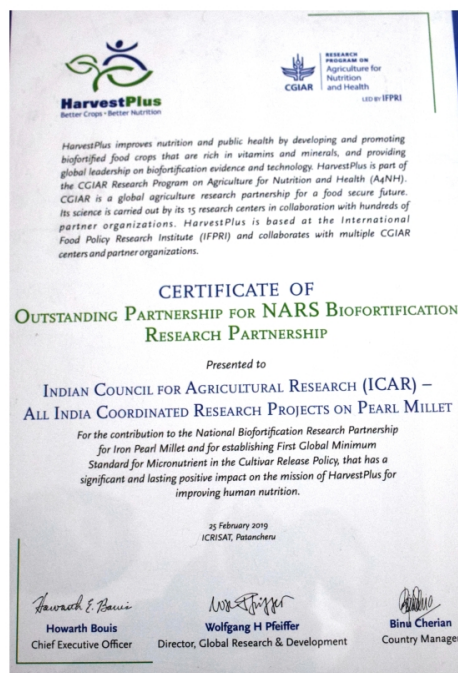 HarvestPlus
Better Crops • Better Nutrition
CGIAR
RESEARCH
PROGRAM ON
Agriculture for
Nutrition
and Health
LED BY IFPRI
HarvestPlus improves nutrition and public health by developing and promoting
biofortified food crops that are rich in vitamins and minerals, and providing
global leadership on biofortification evidence and technology. HarvestPlus is part of
the CGIAR Research Program on Agriculture for Nutrition and Health (A4NH).
CGIAR is a global agriculture research partnership for a food secure future.
Its science is carried out by its 15 research centers in collaboration with hundreds of
partner organizations. HarvestPlus is based at the International
Food Policy Research Institute (IFPRI) and collaborates with multiple CGIAR
centers and partner organizations.
CERTIFICATE OF
OUTSTANDING PARTNERSHIP FOR NARS BIOFORTIFICATION
RESEARCH PARTNERSHIP
Presented to
INDIAN COUNCIL FOR AGRICULTURAL RESEARCH (ICAR) –
ALL INDIA COORDINATED RESEARCH PROJECTS ON PEARL MILLET
For the contribution to the National Biofortification Research Partnership
for Iron Pearl Millet and for establishing First Global Minimum
Standard for Micronutrient in the Cultivar Release Policy, that has a
significant and lasting positive impact on the mission of HarvestPlus for
improving human nutrition.
25 February 2019
ICRISAT, Patancheru
Howarth E. Bouis
Howarth Bouis
Chief Executive Officer
Wolfgang H Pfeiffer
Director, Global Research & Development
Binu Cherian
Country Manage